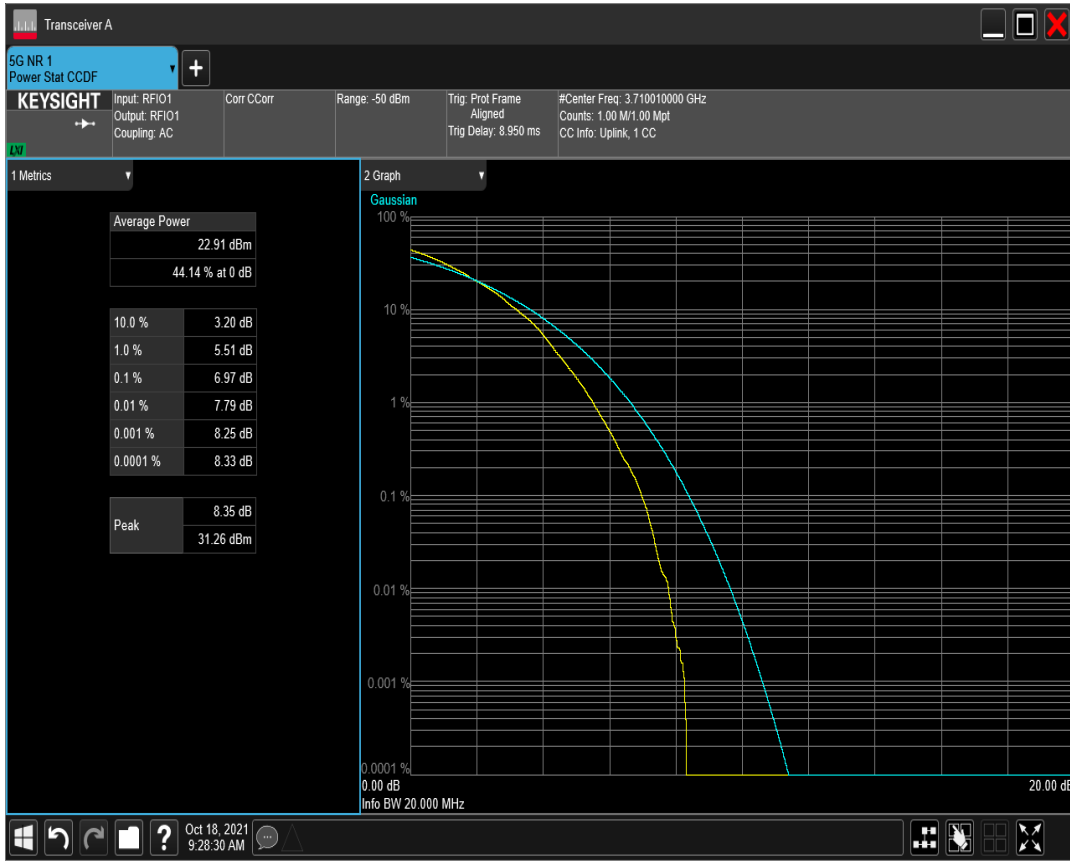 Transceiver A
5G NR 1
Power Stat CCDF
KEYSIGHT
LXI
Input: RFIO1
Output: RFIO1
Coupling: AC
Corr CCorr
Range: -50 dBm
Trig: Prot Frame
Aligned
Trig Delay: 8.950 ms
#Center Freq: 3.710010000 GHz
Counts: 1.00 M/1.00 Mpt
CC Info: Uplink, 1 CC
1 Metrics
Average Power
22.91 dBm
44.14 % at 0 dB
10.0 % 3.20 dB
1.0 % 5.51 dB
0.1 % 6.97 dB
0.01 % 7.79 dB
0.001 % 8.25 dB
0.0001 % 8.33 dB
Peak 8.35 dB
31.26 dBm
2 Graph
Gaussian
100 %
10 %
1 %
0.1 %
0.01 %
0.001 %
0.0001 %
0.00 dB 20.00 dB
Info BW 20.000 MHz
?
Oct 18, 2021
9:28:30 AM